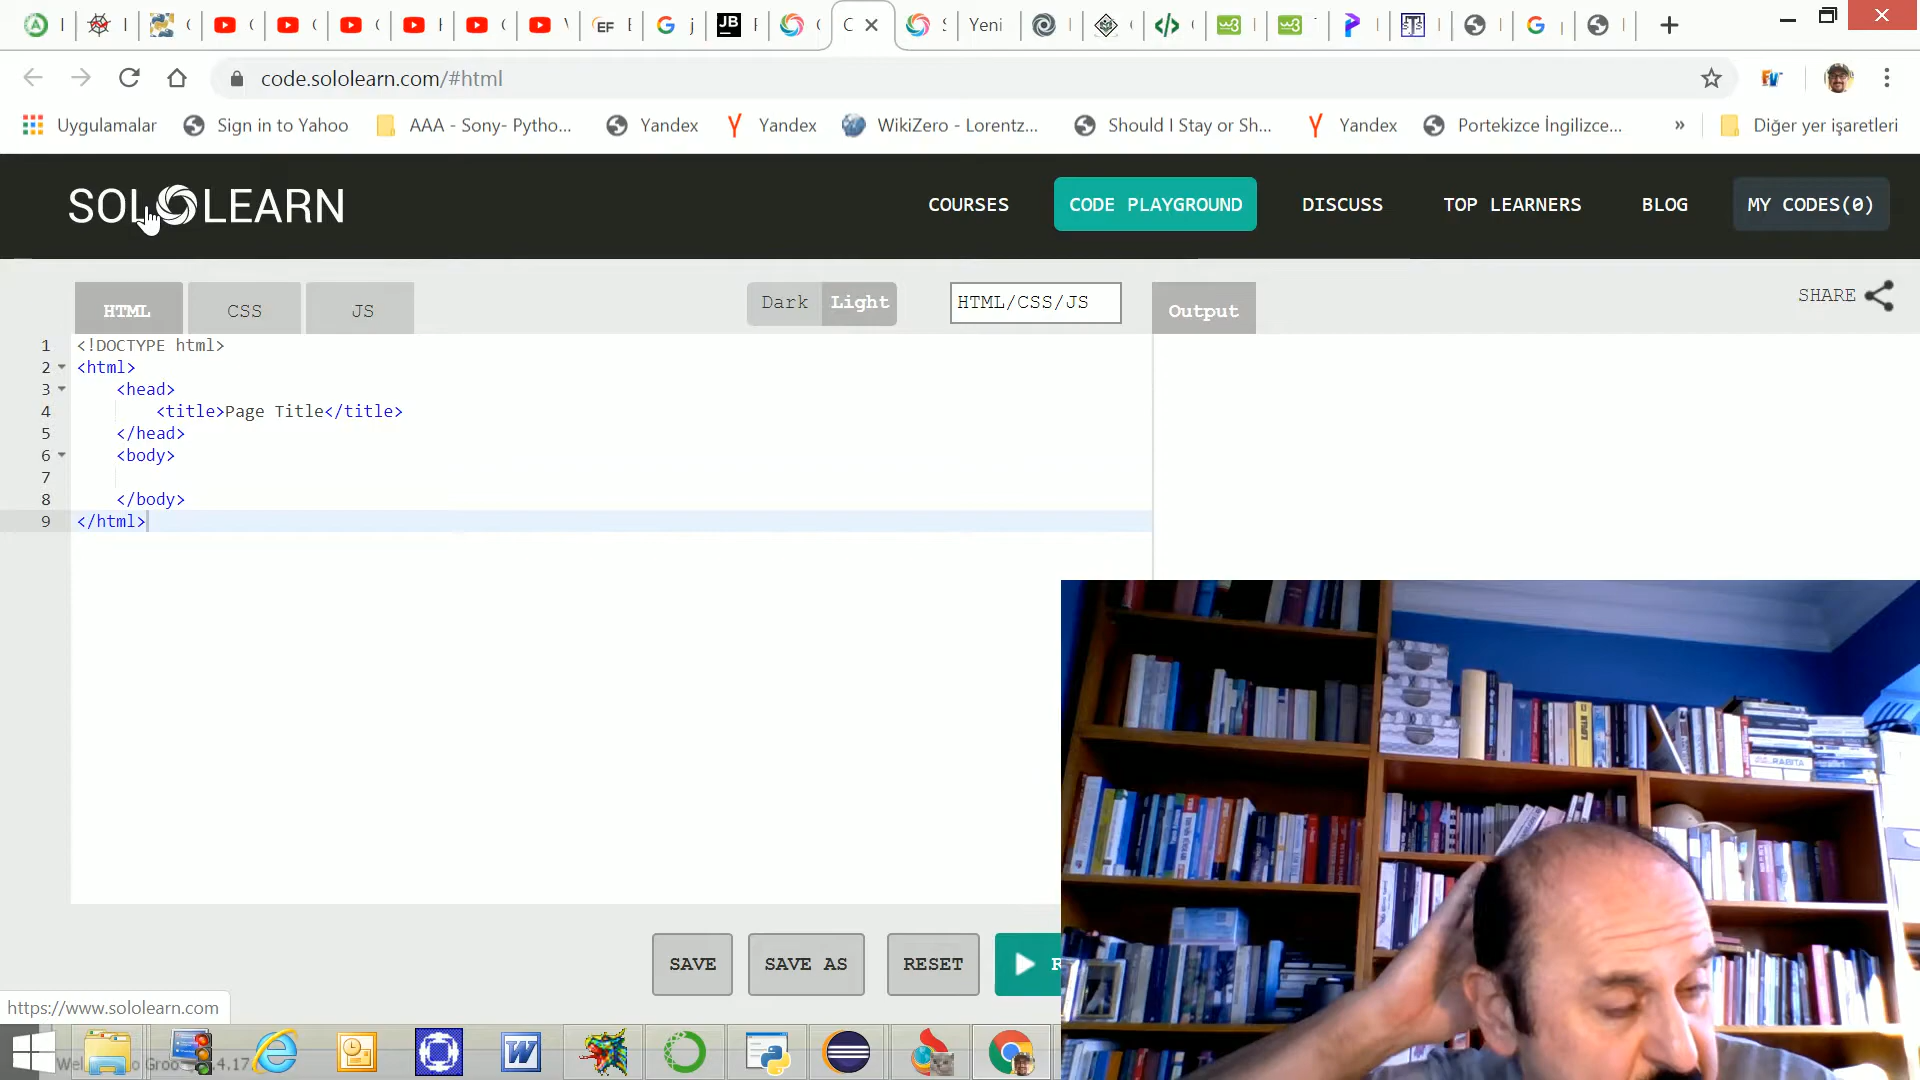 EF
JB
Yeni
code.sololearn.com/#html
Uygulamalar
Sign in to Yahoo
AAA - Sony- Pytho...
Yandex
Yandex
WikiZero - Lorentz...
Should I Stay or Sh...
Yandex
Portekizce İngilizce...
»
Diğer yer işaretleri
SOLOLEARN
COURSES
CODE PLAYGROUND
DISCUSS
TOP LEARNERS
BLOG
MY CODES(0)
HTML
CSS
JS
Dark
Light
HTML/CSS/JS
Output
SHARE
1 <!DOCTYPE html>
2 <html>
3 <head>
4 <title>Page Title</title>
5 </head>
6 <body>
7
8 </body>
9 </html>
SAVE
SAVE AS
RESET
R
https://www.sololearn.com
RABITA